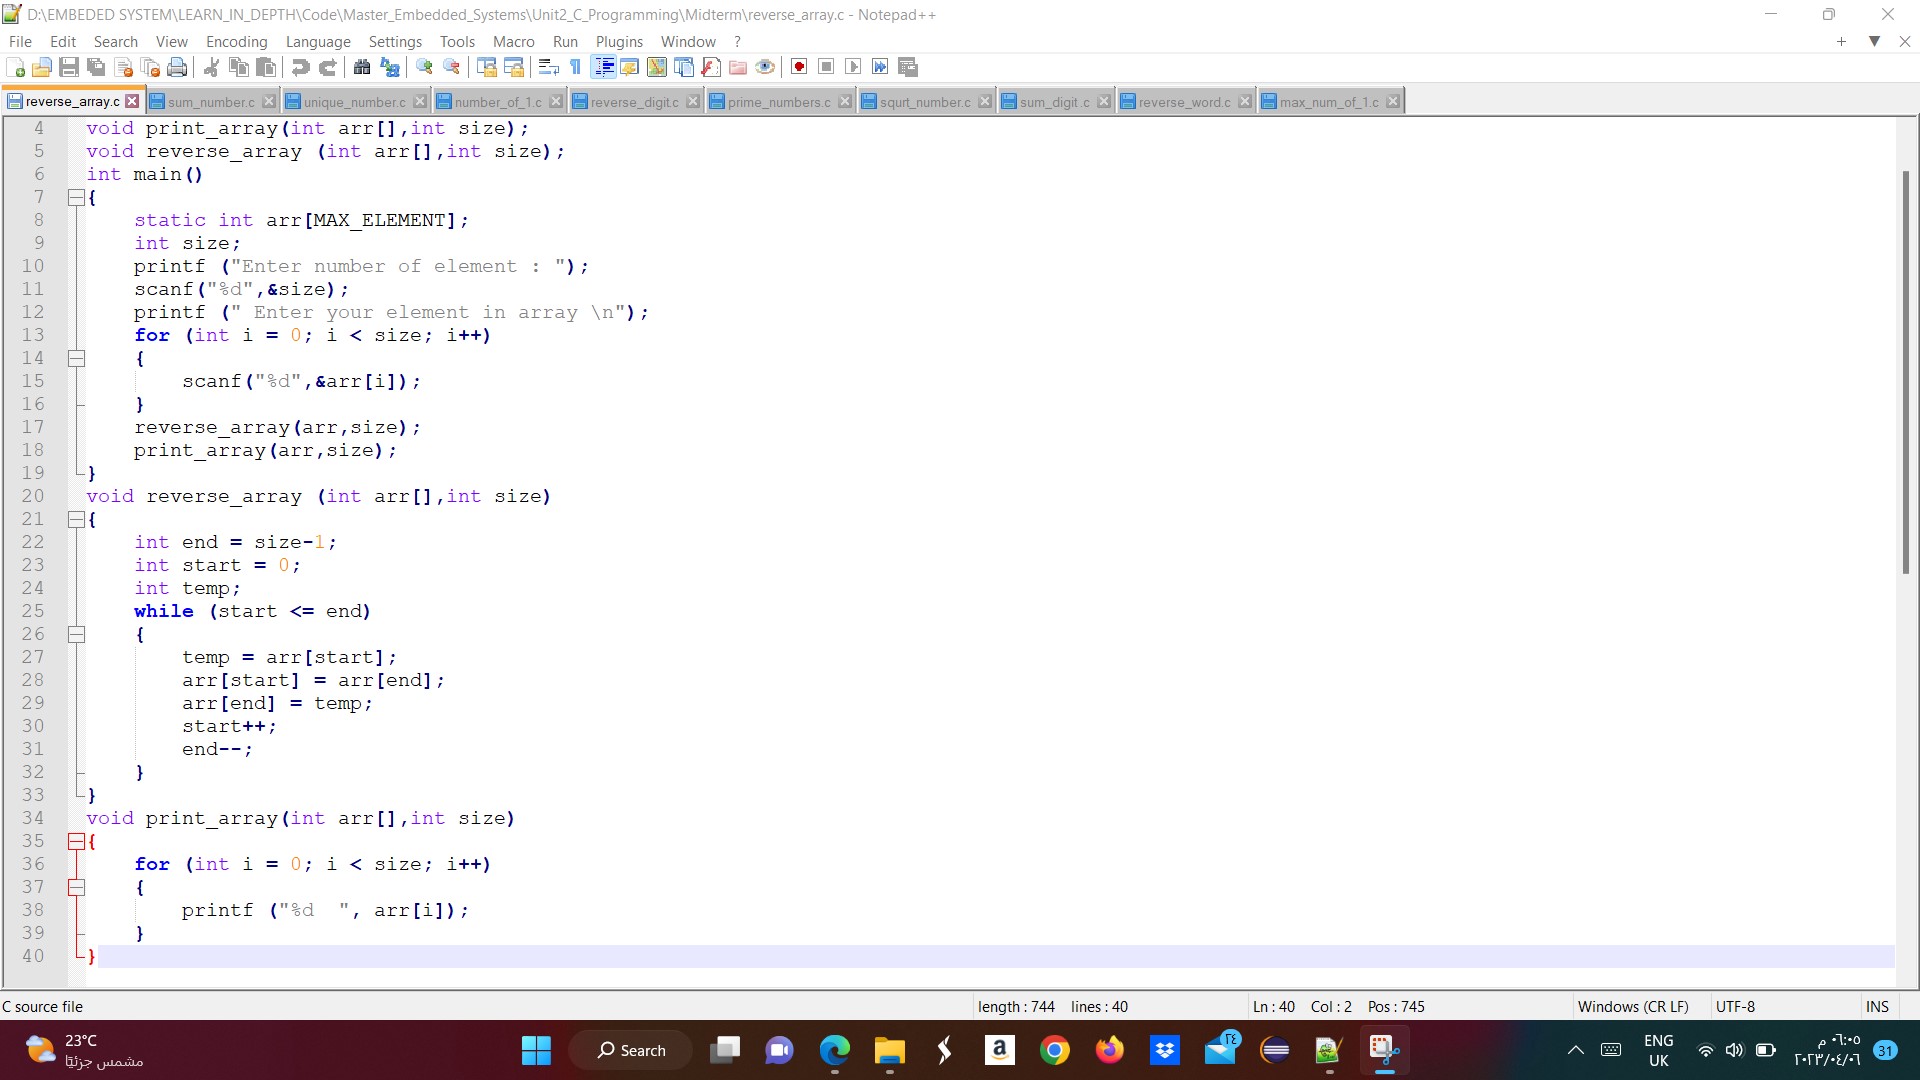 D:\EMBEDED SYSTEM\LEARN_IN_DEPTH\Code\Master_Embedded_Systems\Unit2_C_Programming\Midterm\reverse_array.c - Notepad++
File Edit Search View Encoding Language Settings Tools Macro Run Plugins Window ?
reverse_array.c sum_number.c unique_number.c number_of_1.c reverse_digit.c prime_numbers.c squrt_number.c sum_digit.c reverse_word.c max_num_of_1.c
4 void print_array(int arr[],int size);
5 void reverse_array (int arr[],int size);
6 int main()
7 {
8     static int arr[MAX_ELEMENT];
9     int size;
10     printf ("Enter number of element : ");
11     scanf("%d",&size);
12     printf (" Enter your element in array \n");
13     for (int i = 0; i < size; i++)
14     {
15         scanf("%d",&arr[i]);
16     }
17     reverse_array(arr,size);
18     print_array(arr,size);
19 }
20 void reverse_array (int arr[],int size)
21 {
22     int end = size-1;
23     int start = 0;
24     int temp;
25     while (start <= end)
26     {
27         temp = arr[start];
28         arr[start] = arr[end];
29         arr[end] = temp;
30         start++;
31         end--;
32     }
33 }
34 void print_array(int arr[],int size)
35 {
36     for (int i = 0; i < size; i++)
37     {
38         printf ("%d  ", arr[i]);
39     }
40 }
C source file length : 744 lines : 40 Ln : 40 Col : 2 Pos : 745 Windows (CR LF) UTF-8 INS
23°C
مشمس جزئيًا
Search
a
٢٤
ENG
UK
٠٦:٠٥ م
٢٠٢٣/٠٤/٠٦
31